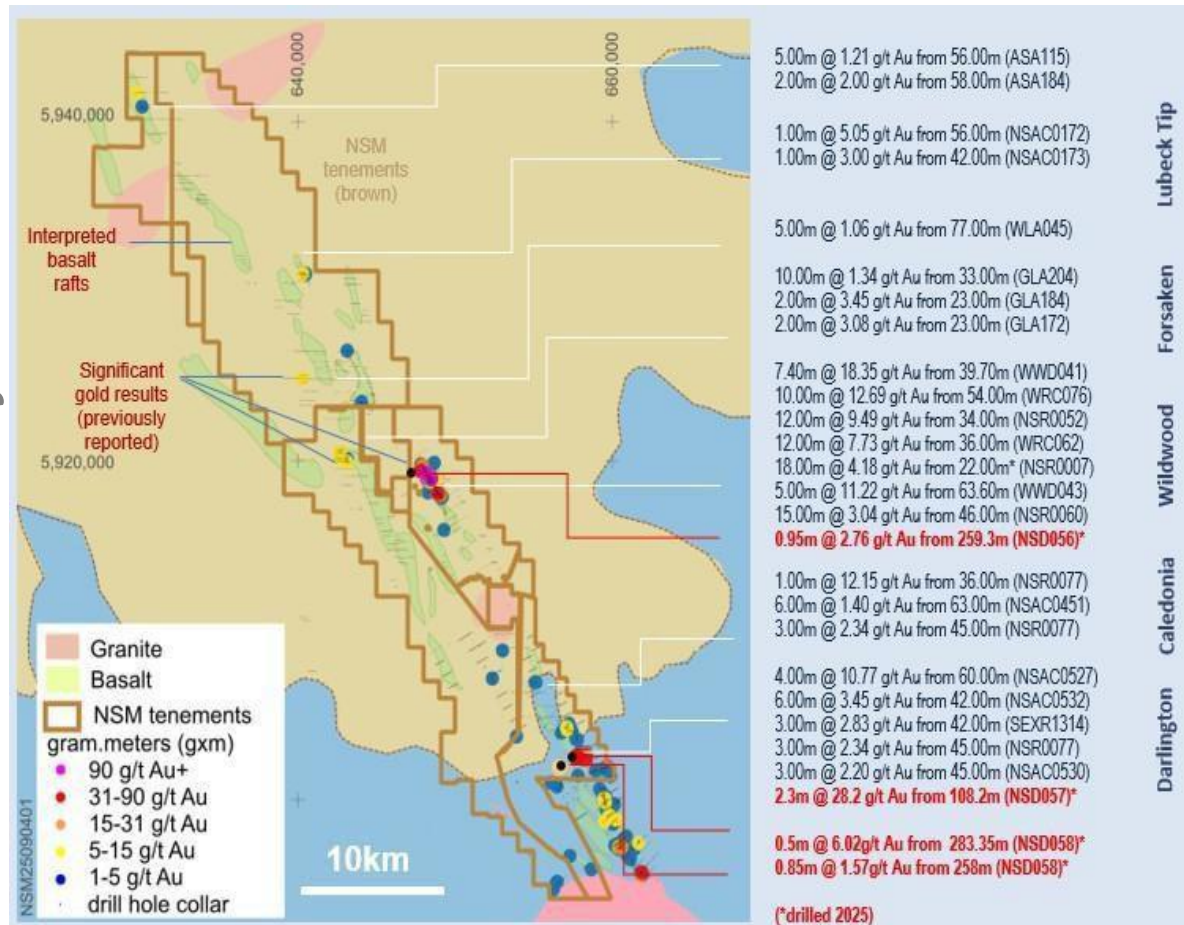 640,000
660,000
5,940,000
NSM
tenements
(brown)
Interpreted
basalt
rafts
Significant
gold results
(previously
reported)
5,920,000
Granite
Basalt
NSM tenements
gram.meters (gxm)
90 g/t Au+
31-90 g/t Au
15-31 g/t Au
5-15 g/t Au
1-5 g/t Au
drill hole collar
10km
NSM25090401
5.00m @ 1.21 g/t Au from 56.00m (ASA115)
2.00m @ 2.00 g/t Au from 58.00m (ASA184)
1.00m @ 5.05 g/t Au from 56.00m (NSAC0172)
1.00m @ 3.00 g/t Au from 42.00m (NSAC0173)
Lubeck Tip
5.00m @ 1.06 g/t Au from 77.00m (WLA045)
10.00m @ 1.34 g/t Au from 33.00m (GLA204)
2.00m @ 3.45 g/t Au from 23.00m (GLA184)
2.00m @ 3.08 g/t Au from 23.00m (GLA172)
Forsaken
7.40m @ 18.35 g/t Au from 39.70m (WWD041)
10.00m @ 12.69 g/t Au from 54.00m (WRC076)
12.00m @ 9.49 g/t Au from 34.00m (NSR0052)
12.00m @ 7.73 g/t Au from 36.00m (WRC062)
18.00m @ 4.18 g/t Au from 22.00m* (NSR0007)
5.00m @ 11.22 g/t Au from 63.60m (WWD043)
15.00m @ 3.04 g/t Au from 46.00m (NSR0060)
0.95m @ 2.76 g/t Au from 259.3m (NSD056)*
Wildwood
1.00m @ 12.15 g/t Au from 36.00m (NSR0077)
6.00m @ 1.40 g/t Au from 63.00m (NSAC0451)
3.00m @ 2.34 g/t Au from 45.00m (NSR0077)
Caledonia
4.00m @ 10.77 g/t Au from 60.00m (NSAC0527)
6.00m @ 3.45 g/t Au from 42.00m (NSAC0532)
3.00m @ 2.83 g/t Au from 42.00m (SEXR1314)
3.00m @ 2.34 g/t Au from 45.00m (NSR0077)
3.00m @ 2.20 g/t Au from 45.00m (NSAC0530)
2.3m @ 28.2 g/t Au from 108.2m (NSD057)*
Darlington
0.5m @ 6.02g/t Au from 283.35m (NSD058)*
0.85m @ 1.57g/t Au from 258m (NSD058)*
(*drilled 2025)